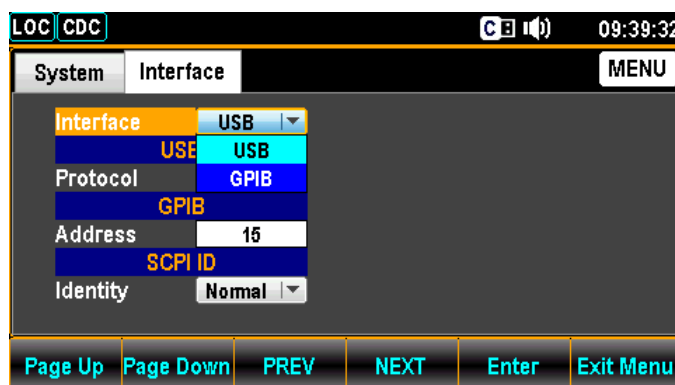 LOC CDC C 09:39:32
System Interface MENU
Interface USB
USB USB
Protocol GPIB
GPIB
Address 15
SCPI ID
Identity Normal
Page Up Page Down PREV NEXT Enter Exit Menu